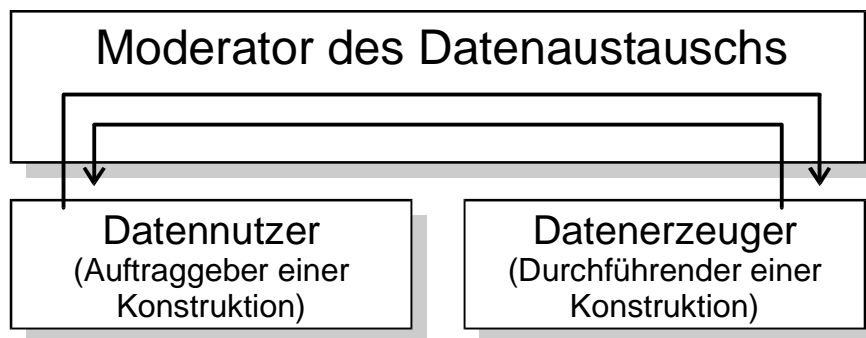 Moderator des Datenaustauschs
Datennutzer
(Auftraggeber einer
Konstruktion)
Datenerzeuger
(Durchführender einer
Konstruktion)